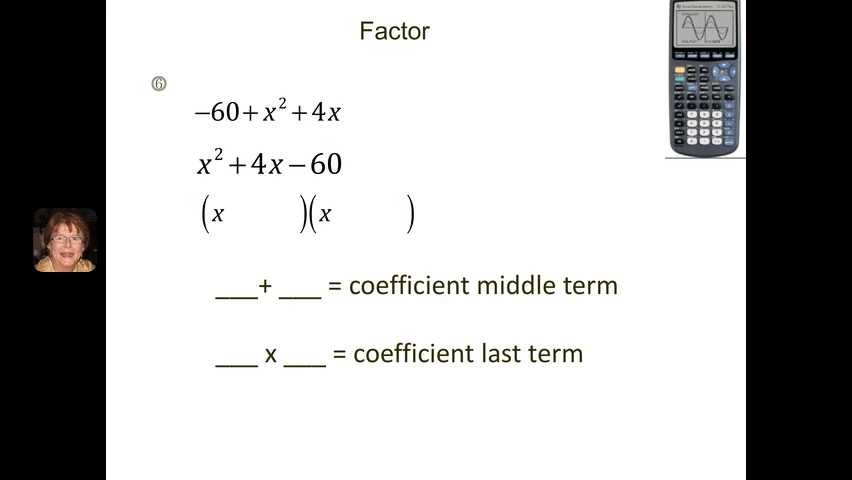 Factor
⑥
−60+x²+4x
x²+4x−60
(x )(x )
___+ ___ = coefficient middle term
___ x ___ = coefficient last term